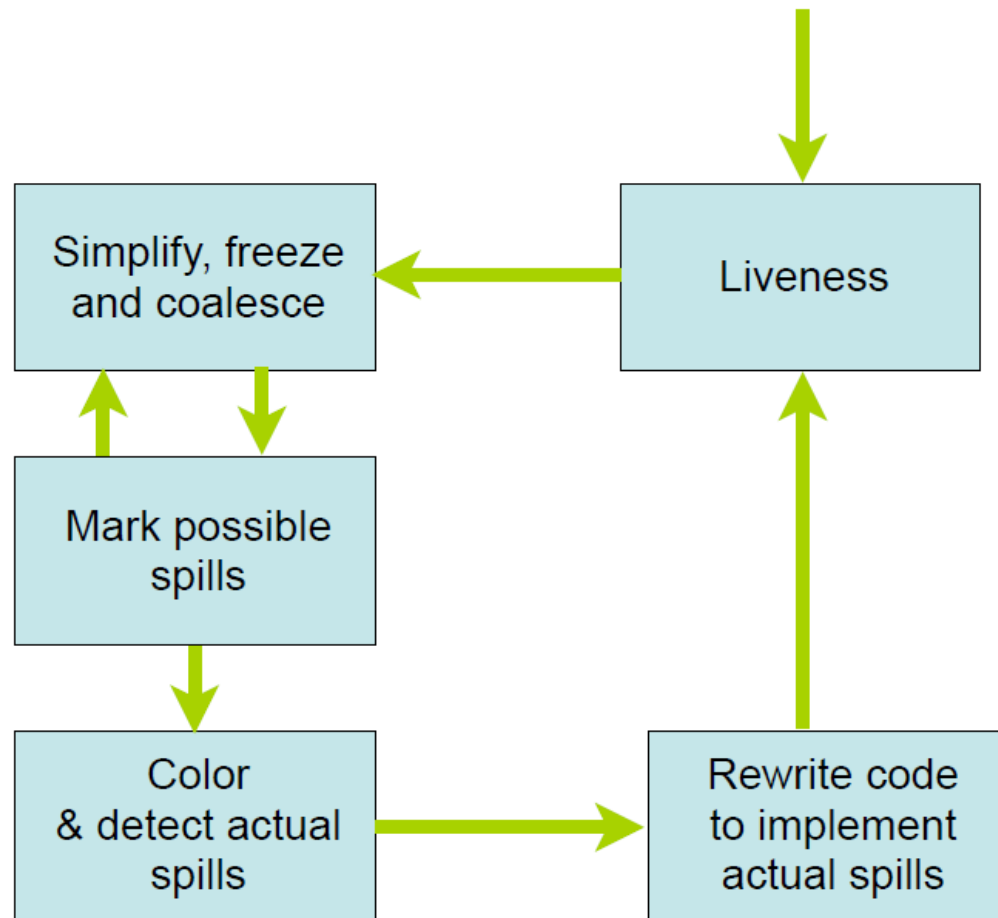 Simplify, freeze
and coalesce
Liveness
Mark possible
spills
Color
& detect actual
spills
Rewrite code
to implement
actual spills